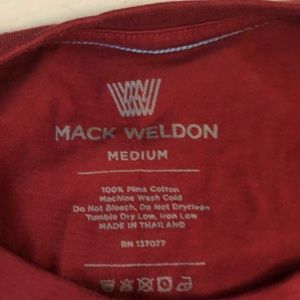 MACK WELDON
MEDIUM
100% Pima Cotton
Machine Wash Cold
Do Not Bleach, Do Not Dryclean
Tumble Dry Low, Iron Low
MADE IN THAILAND
RN 137077